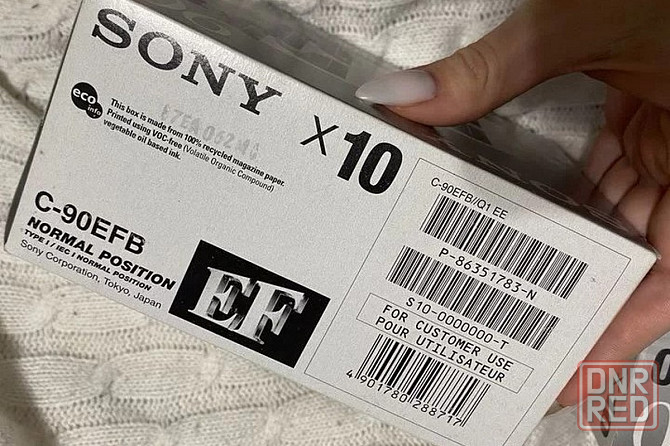 SONY
X10
eco
info
This box is made from 100% recycled magazine paper.
Printed using VOC-free (Volatile Organic Compound)
vegetable oil based ink.
C-90EFB
NORMAL POSITION
TYPE I / IEC I NORMAL POSITION
Sony Corporation, Tokyo, Japan
EF
C-90EFB//Q1 EE
P-86351783-N
S10-0000000-T
FOR CUSTOMER USE
POUR UTILISATEUR
4 901780 288717
DNR
RED